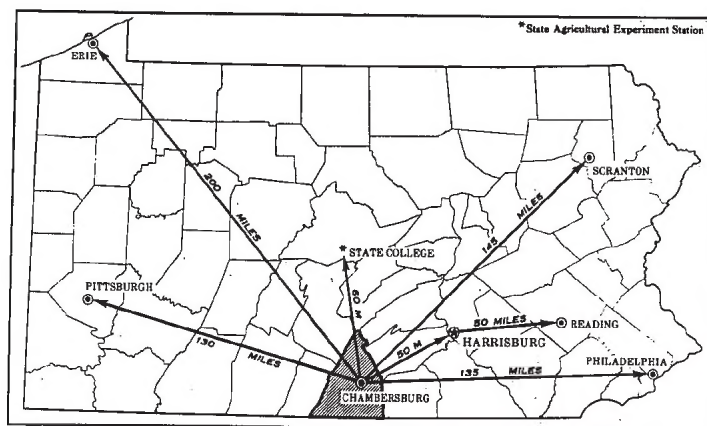 *State Agricultural Experiment Station
ERIE
SCRANTON
200
MILES
145
MILES
*STATE COLLEGE
PITTSBURGH
60 M
130
MILES
50 M
50 MILES
READING
HARRISBURG
PHILADELPHIA
135
MILES
CHAMBERSBURG